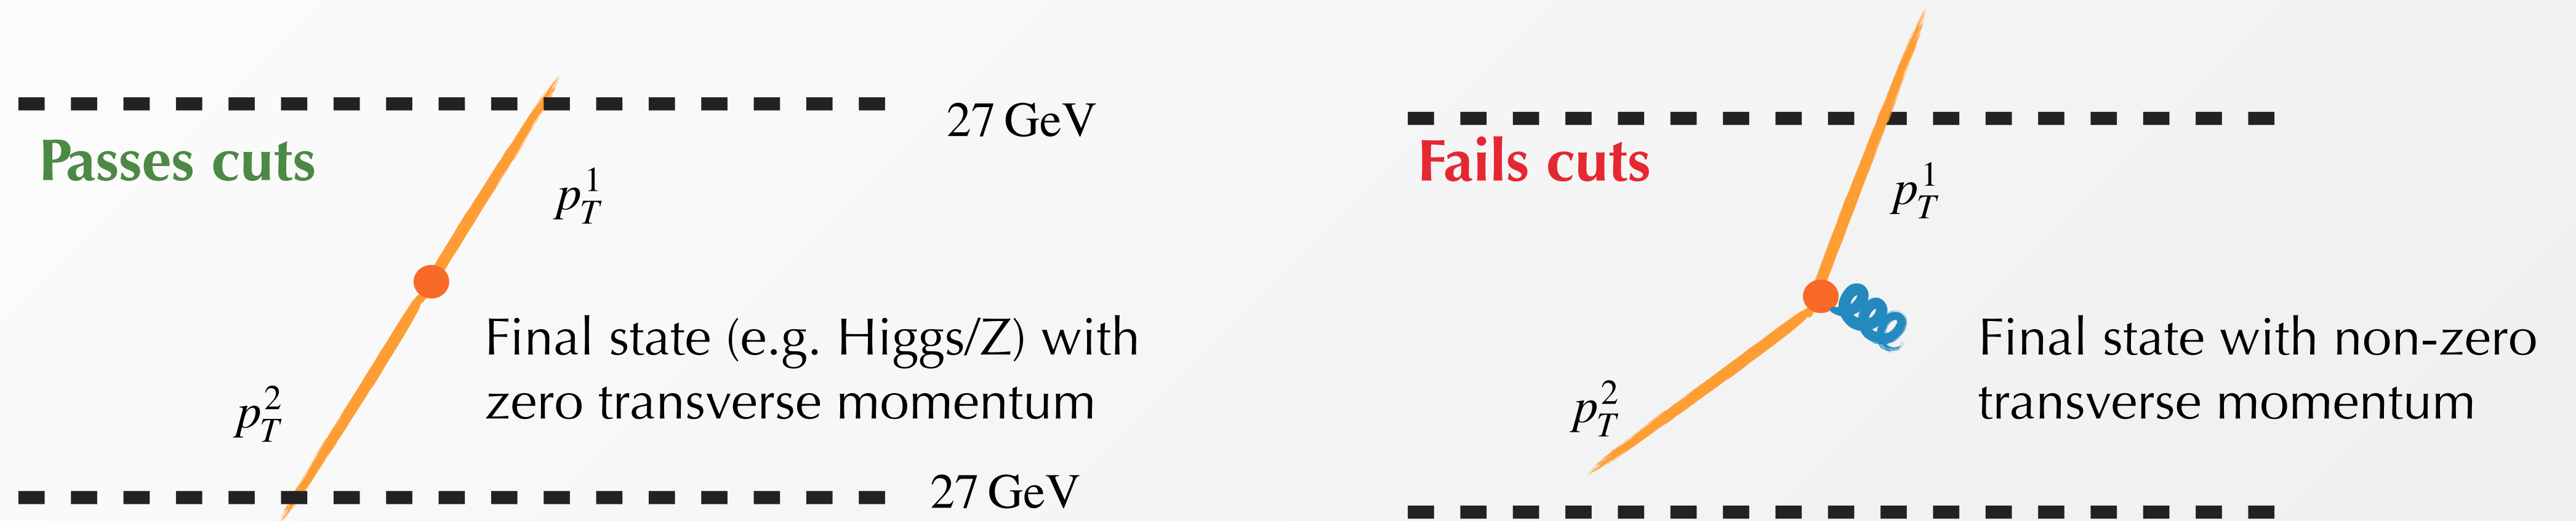 27 GeV
Passes cuts
p_T^1
Final state (e.g. Higgs/Z) with
zero transverse momentum
p_T^2
27 GeV
Fails cuts
p_T^1
Final state with non-zero
transverse momentum
p_T^2